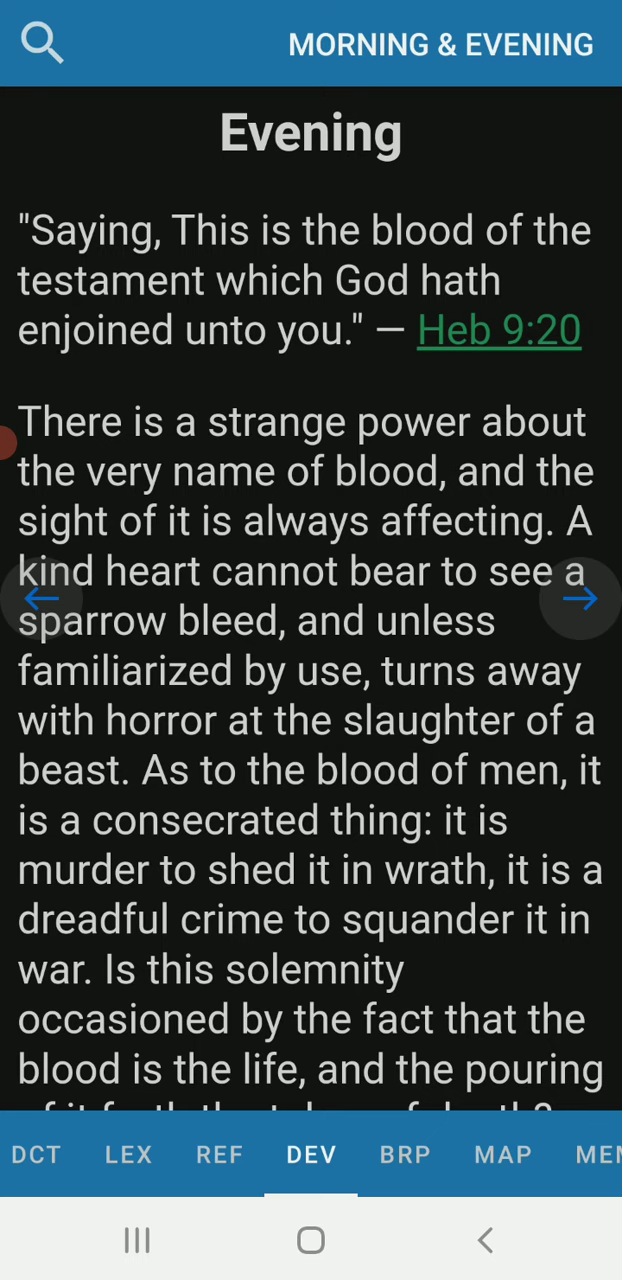 MORNING & EVENING
Evening
"Saying, This is the blood of the
testament which God hath
enjoined unto you." — Heb 9:20
There is a strange power about
the very name of blood, and the
sight of it is always affecting. A
kind heart cannot bear to see a
sparrow bleed, and unless
familiarized by use, turns away
with horror at the slaughter of a
beast. As to the blood of men, it
is a consecrated thing: it is
murder to shed it in wrath, it is a
dreadful crime to squander it in
war. Is this solemnity
occasioned by the fact that the
blood is the life, and the pouring
DCT LEX REF DEV BRP MAP